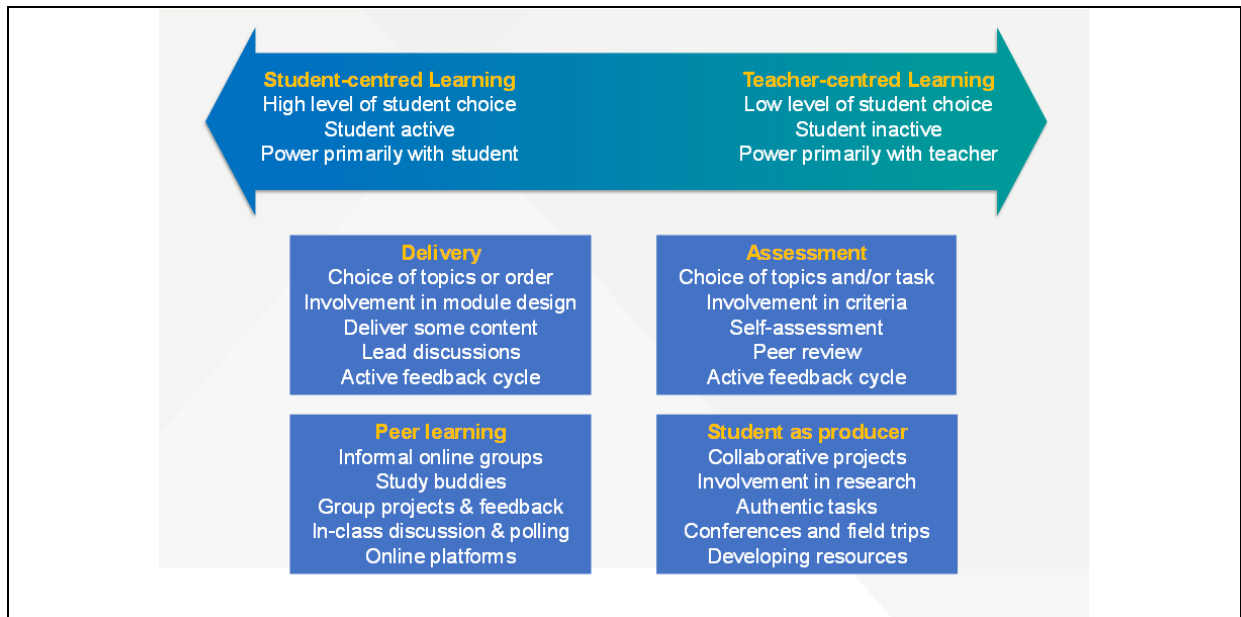 Student-centred Learning
High level of student choice
Student active
Power primarily with student
Teacher-centred Learning
Low level of student choice
Student inactive
Power primarily with teacher
Delivery
Choice of topics or order
Involvement in module design
Deliver some content
Lead discussions
Active feedback cycle
Assessment
Choice of topics and/or task
Involvement in criteria
Self-assessment
Peer review
Active feedback cycle
Peer learning
Informal online groups
Study buddies
Group projects & feedback
In-class discussion & polling
Online platforms
Student as producer
Collaborative projects
Involvement in research
Authentic tasks
Conferences and field trips
Developing resources